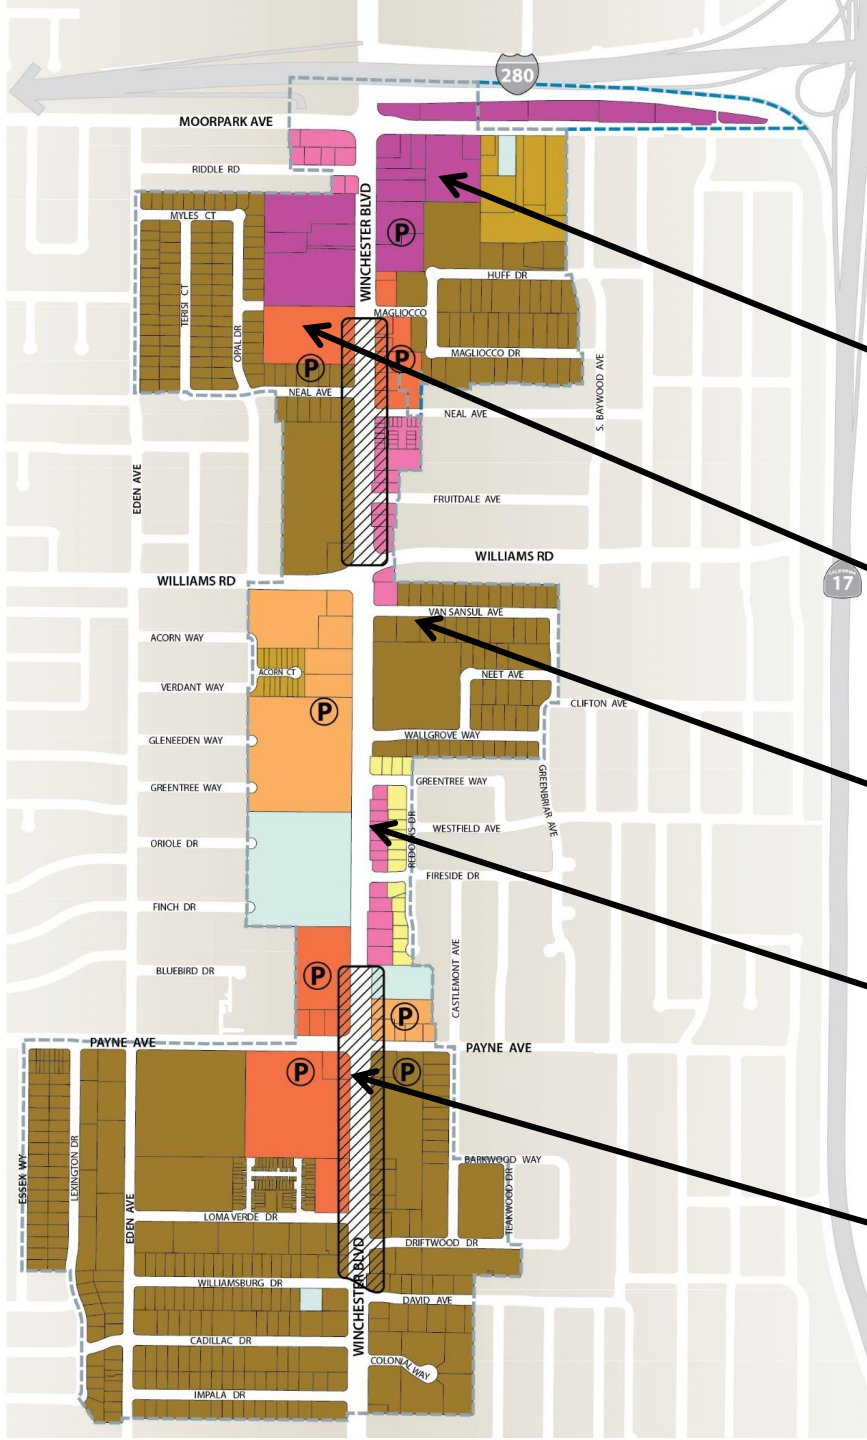 280
MOORPARK AVE
RIDDLE RD
WINCHESTER BLVD
MYLES CT
P
HUFF DR
TERISI CT
MAGLIOCCO
OPAL DR
P
P
MAGLIOCCO DR
S. BAYWOOD AVE
NEAL AVE
NEAL AVE
EDEN AVE
FRUITDALE AVE
WILLIAMS RD
WILLIAMS RD
CALIFORNIA
17
VAN SANSUL AVE
ACORN WAY
ACORN CT
NEET AVE
VERDANT WAY
CLIFTON AVE
P
WALLGROVE WAY
GLENEEDEN WAY
GREENTREE WAY
GREENTREE WAY
GREENBRIAR AVE
REDOAKS DR
WESTFIELD AVE
ORIOLE DR
FIRESIDE DR
FINCH DR
CASTLEMONT AVE
BLUEBIRD DR
P
P
PAYNE AVE
PAYNE AVE
P
P
ESSEX WY
LEXINGTON DR
EDEN AVE
BARKWOOD WAY
TEAKWOOD DR
LOMA VERDE DR
DRIFTWOOD DR
WINCHESTER BLVD
WILLIAMSBURG DR
DAVID AVE
CADILLAC DR
COLONIAL WAY
IMPALA DR